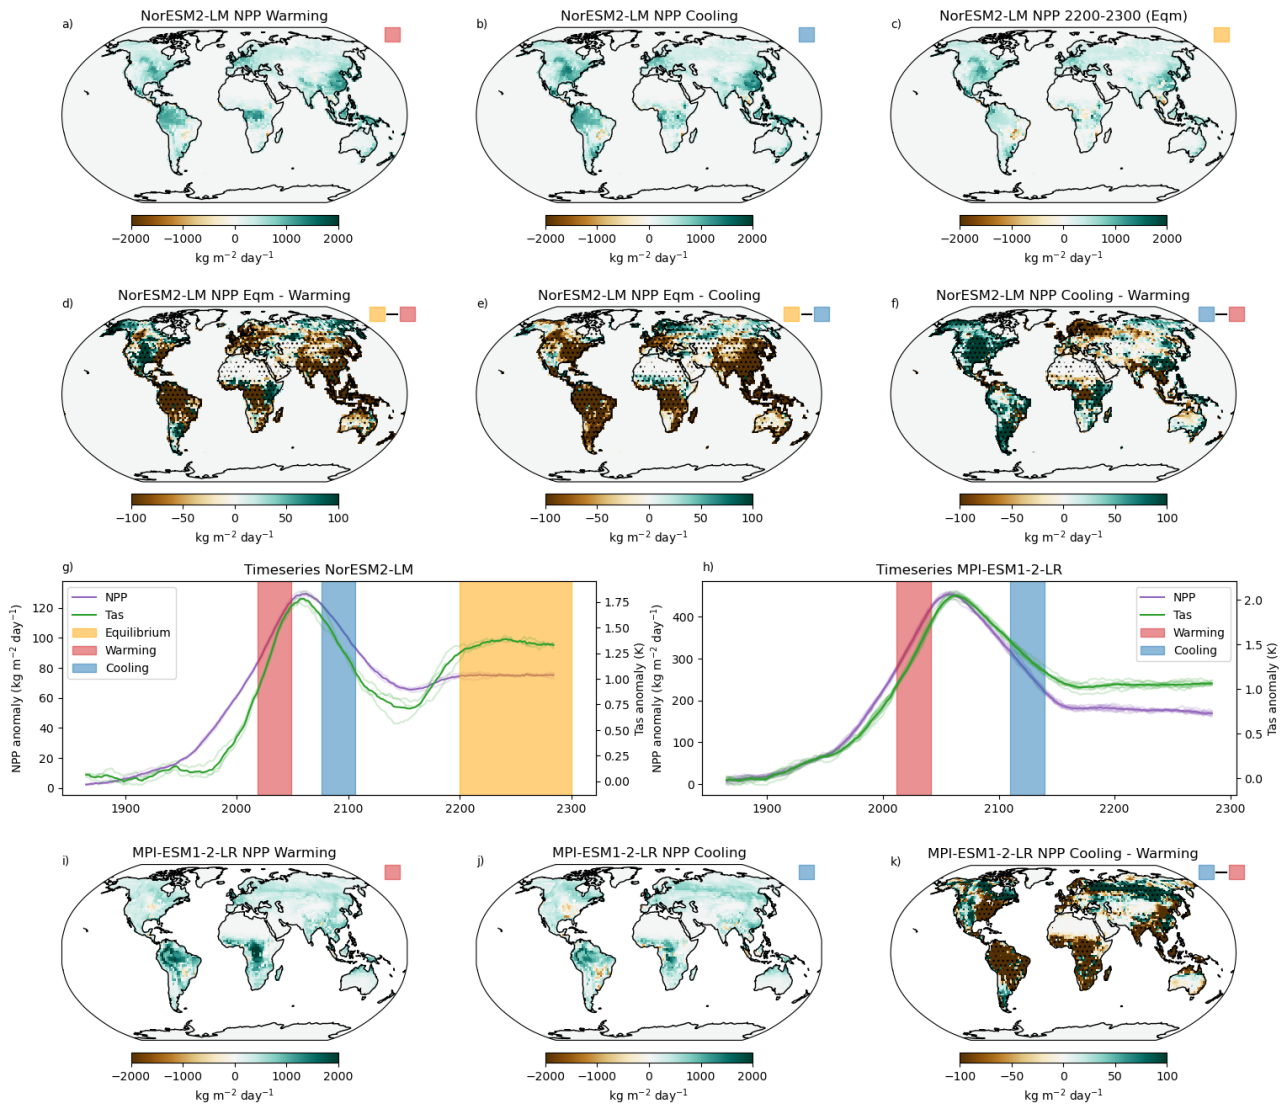 a) NorESM2-LM NPP Warming
b) NorESM2-LM NPP Cooling
c) NorESM2-LM NPP 2200-2300 (Eqm)
−2000 −1000 0 1000 2000
kg m⁻² day⁻¹
−2000 −1000 0 1000 2000
kg m⁻² day⁻¹
−2000 −1000 0 1000 2000
kg m⁻² day⁻¹
d) NorESM2-LM NPP Eqm - Warming
e) NorESM2-LM NPP Eqm - Cooling
f) NorESM2-LM NPP Cooling - Warming
−100 −50 0 50 100
kg m⁻² day⁻¹
−100 −50 0 50 100
kg m⁻² day⁻¹
−100 −50 0 50 100
kg m⁻² day⁻¹
g) Timeseries NorESM2-LM
NPP anomaly (kg m⁻² day⁻¹)
120
100
80
60
40
20
0
NPP
Tas
Equilibrium
Warming
Cooling
1900 2000 2100 2200 2300
1.75
1.50
1.25
1.00
0.75
0.50
0.25
0.00
Tas anomaly (K)
h) Timeseries MPI-ESM1-2-LR
NPP anomaly (kg m⁻² day⁻¹)
400
300
200
100
0
NPP
Tas
Warming
Cooling
1900 2000 2100 2200 2300
2.0
1.5
1.0
0.5
0.0
Tas anomaly (K)
i) MPI-ESM1-2-LR NPP Warming
j) MPI-ESM1-2-LR NPP Cooling
k) MPI-ESM1-2-LR NPP Cooling - Warming
−2000 −1000 0 1000 2000
kg m⁻² day⁻¹
−2000 −1000 0 1000 2000
kg m⁻² day⁻¹
−100 −50 0 50 100
kg m⁻² day⁻¹